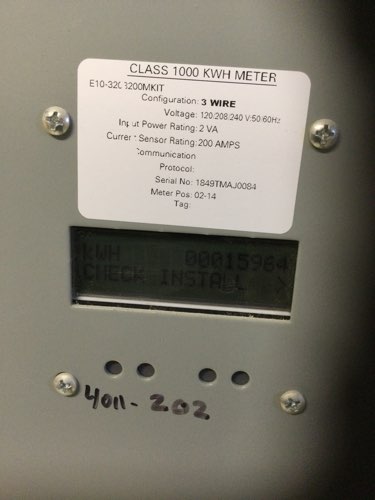 CLASS 1000 KWH METER
E10-320 3200MKIT
Configuration: 3 WIRE
Voltage: 120:208:240 V:50:60Hz
Input Power Rating: 2 VA
Current Sensor Rating: 200 AMPS
Communication
Protocol:
Serial No: 1849TMAJ0084
Meter Pos: 02-14
Tag:
KWH 00015964
(CHECK INSTALL >
4011-202